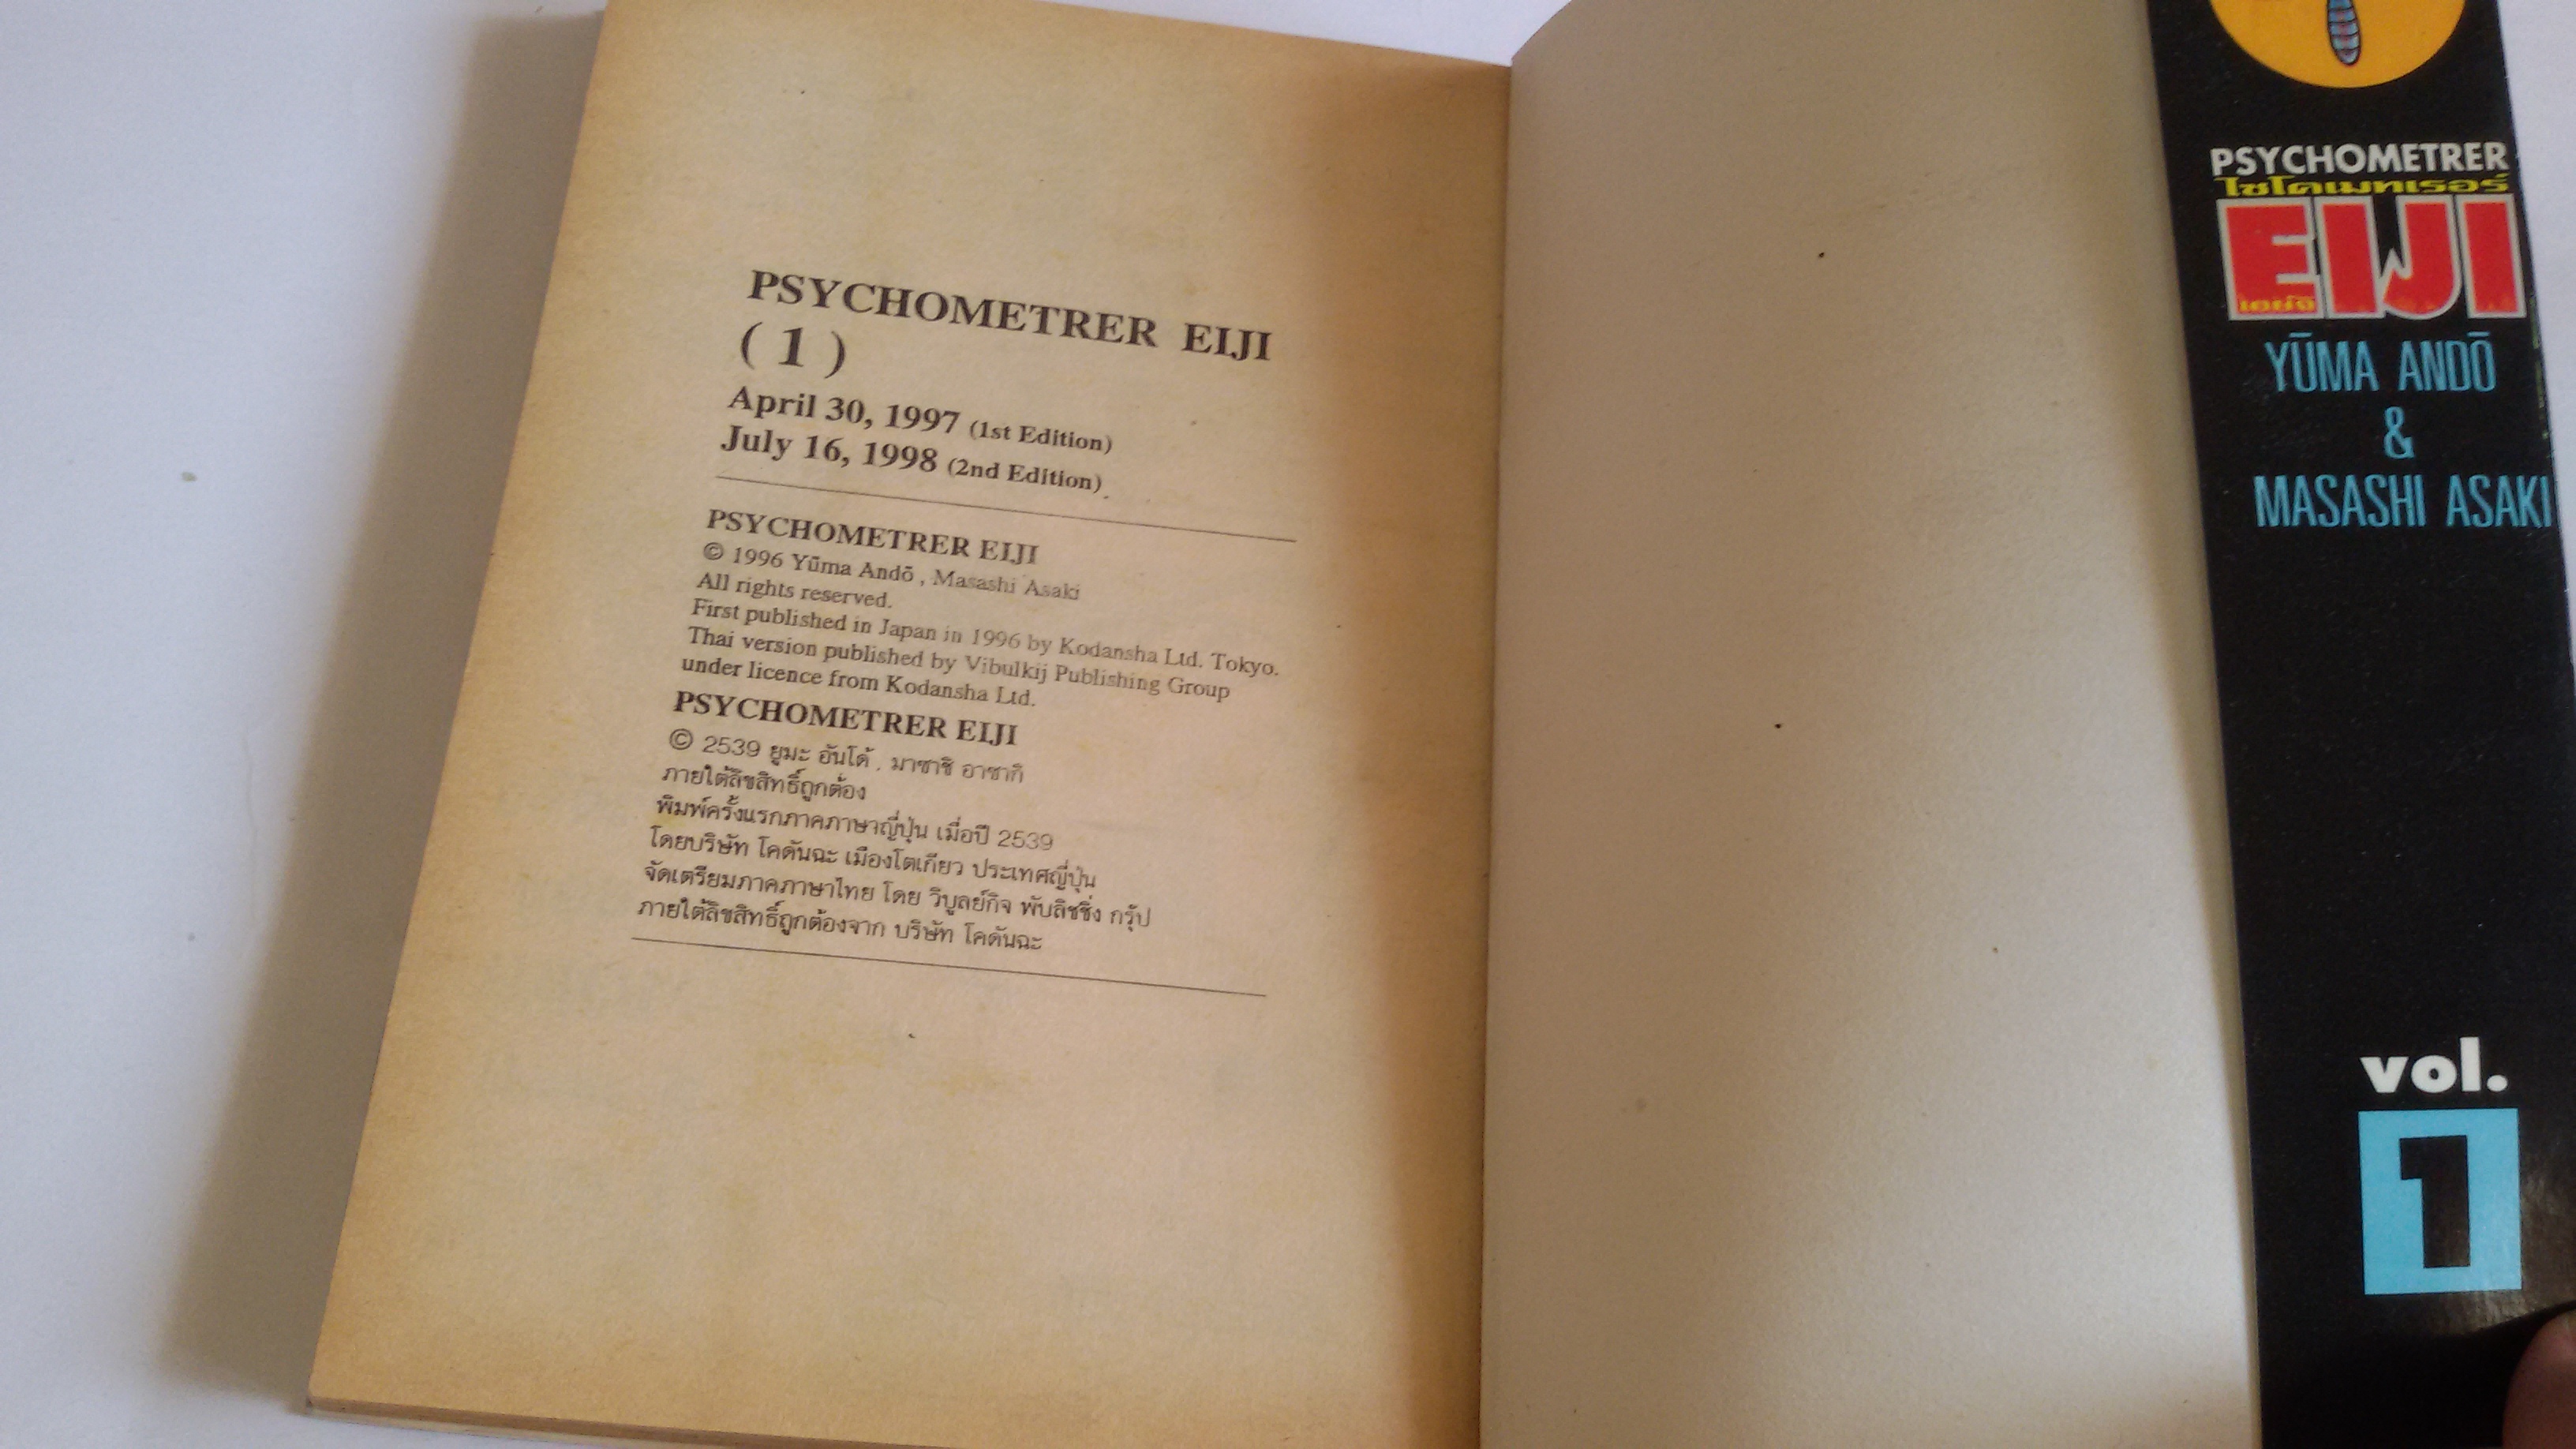 PSYCHOMETRER EIJI
( 1 )
April 30, 1997 (1st Edition)
July 16, 1998 (2nd Edition)
PSYCHOMETRER EIJI
© 1996 Yūma Andō , Masashi Asaki
All rights reserved.
First published in Japan in 1996 by Kodansha Ltd. Tokyo.
Thai version published by Vibulkij Publishing Group
under licence from Kodansha Ltd.
PSYCHOMETRER EIJI
© 2539 ยูมะ อันโด้ , มาซาชิ อาซากิ
ภายใต้ลิขสิทธิ์ถูกต้อง
พิมพ์ครั้งแรกภาคภาษาญี่ปุ่น เมื่อปี 2539
โดยบริษัท โคดันฉะ เมืองโตเกียว ประเทศญี่ปุ่น
จัดเตรียมภาคภาษาไทย โดย วิบูลย์กิจ พับลิชชิ่ง กรุ๊ป
ภายใต้ลิขสิทธิ์ถูกต้องจาก บริษัท โคดันฉะ
PSYCHOMETRER
ไซโคเมทเรอร์
EIJI
เอย์จิ
YŪMA ANDŌ
&
MASASHI ASAKI
vol.
1